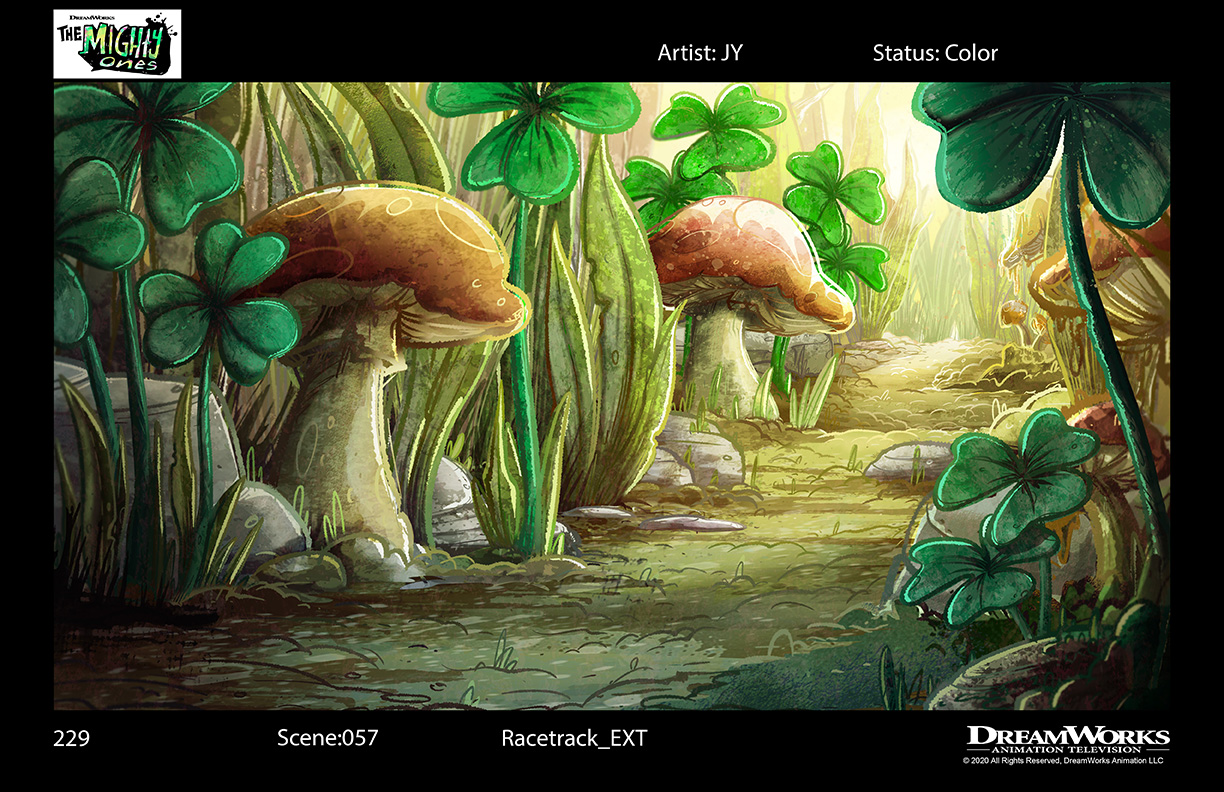 DREAMWORKS
THE MIGHTY
ones
Artist: JY
Status: Color
229
Scene:057
Racetrack_EXT
DREAMWORKS
ANIMATION TELEVISION
© 2020 All Rights Reserved, DreamWorks Animation LLC